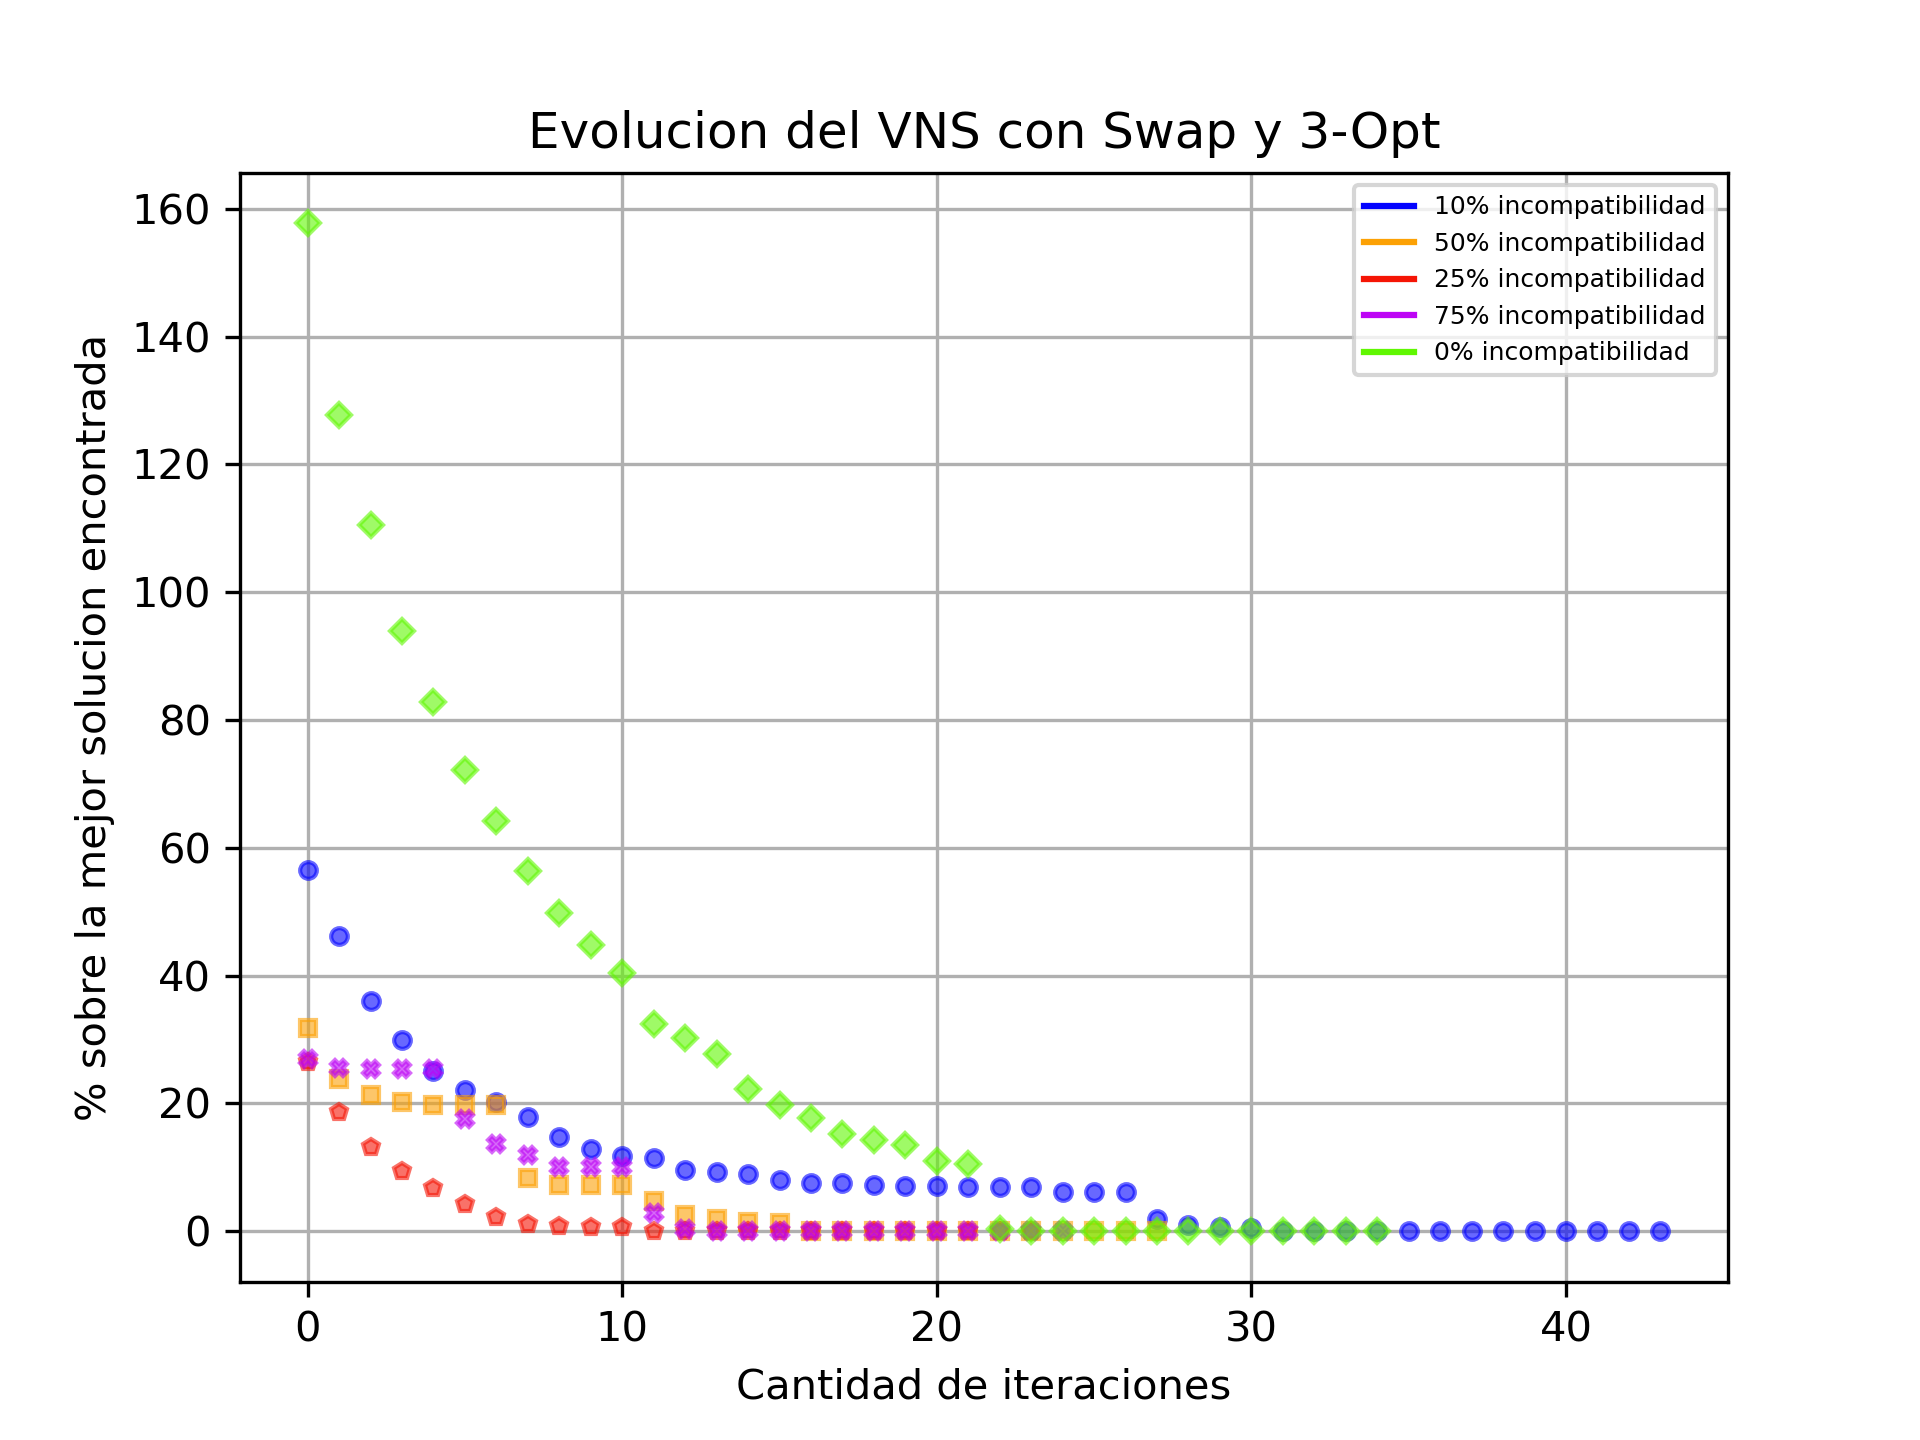 Evolucion del VNS con Swap y 3-Opt
% sobre la mejor solucion encontrada
160
140
120
100
80
60
40
20
0
10% incompatibilidad
50% incompatibilidad
25% incompatibilidad
75% incompatibilidad
0% incompatibilidad
0 10 20 30 40
Cantidad de iteraciones